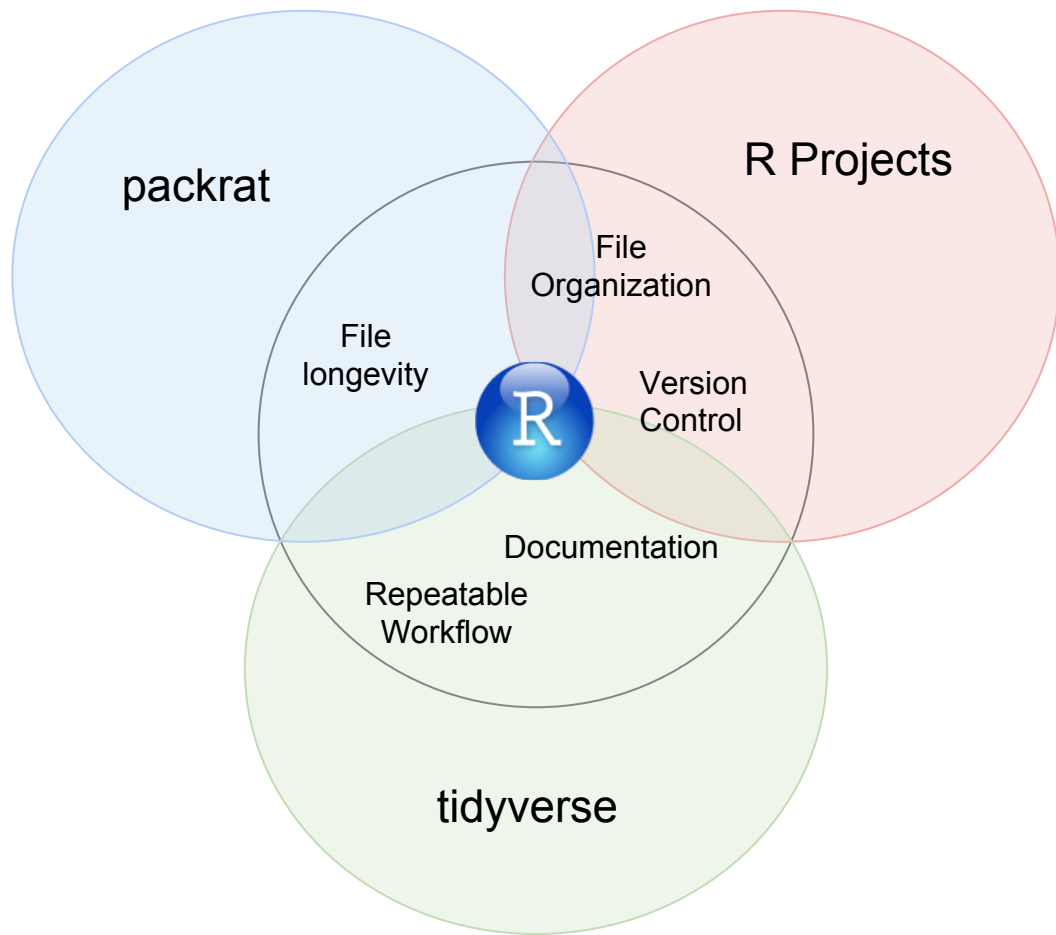 packrat
R Projects
File
Organization
File
longevity
Version
Control
R
Documentation
Repeatable
Workflow
tidyverse